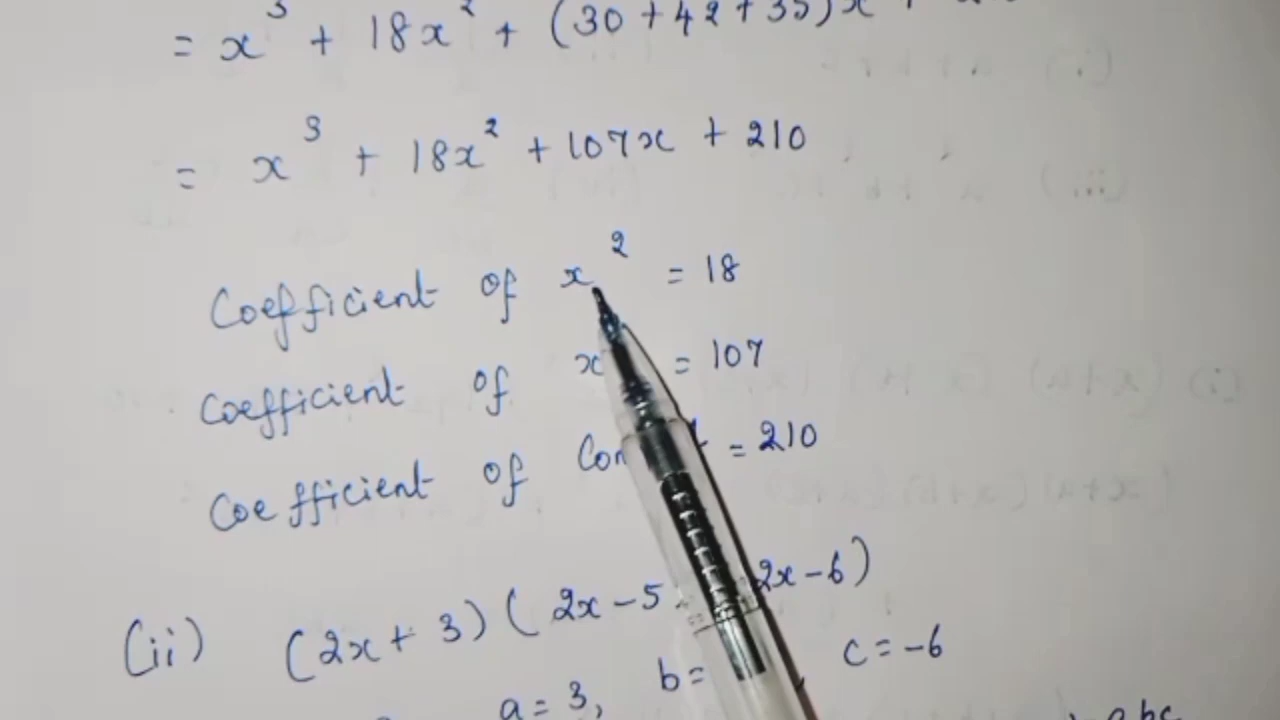 = x³ + 18x² + (30 + 42 + 35)x +
= x³ + 18x² + 107x + 210
Coefficient of x² = 18
Coefficient of x = 107
Coefficient of = 210
(ii) (2x + 3) (2x - 5 2x - 6)
a = 3, b = c = -6
abc